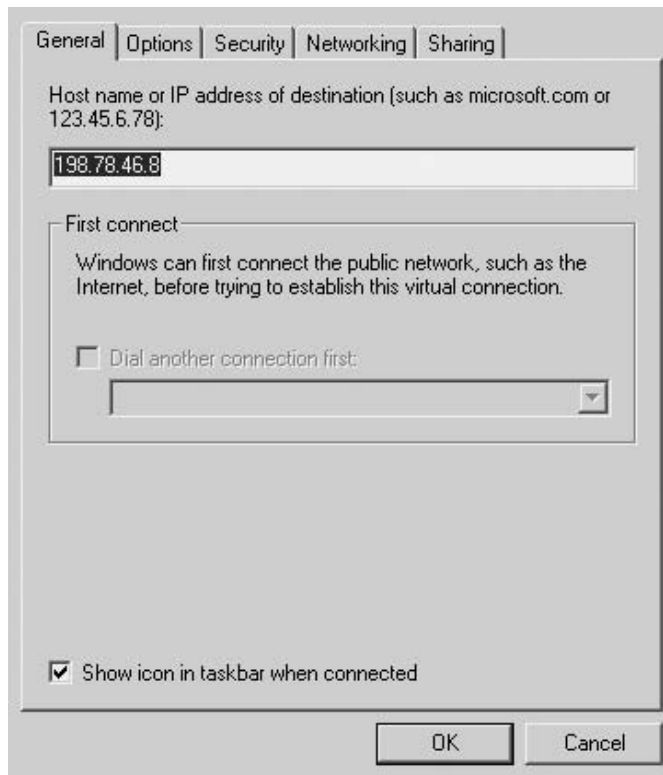 General Options Security Networking Sharing
Host name or IP address of destination (such as microsoft.com or
123.45.6.78):
198.78.46.8
First connect
Windows can first connect the public network, such as the
Internet, before trying to establish this virtual connection.
Dial another connection first:
Show icon in taskbar when connected
OK Cancel